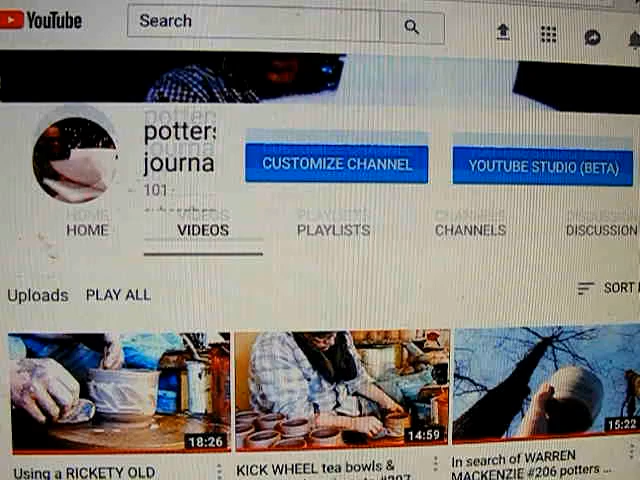 YouTube
Search
potters
journa
101
CUSTOMIZE CHANNEL
YOUTUBE STUDIO (BETA)
HOME
VIDEOS
PLAYLISTS
CHANNELS
DISCUSSION
Uploads
PLAY ALL
SORT
18:26
14:59
15:22
Using a RICKETY OLD
KICK WHEEL tea bowls &
In search of WARREN
MACKENZIE #206 potters ...